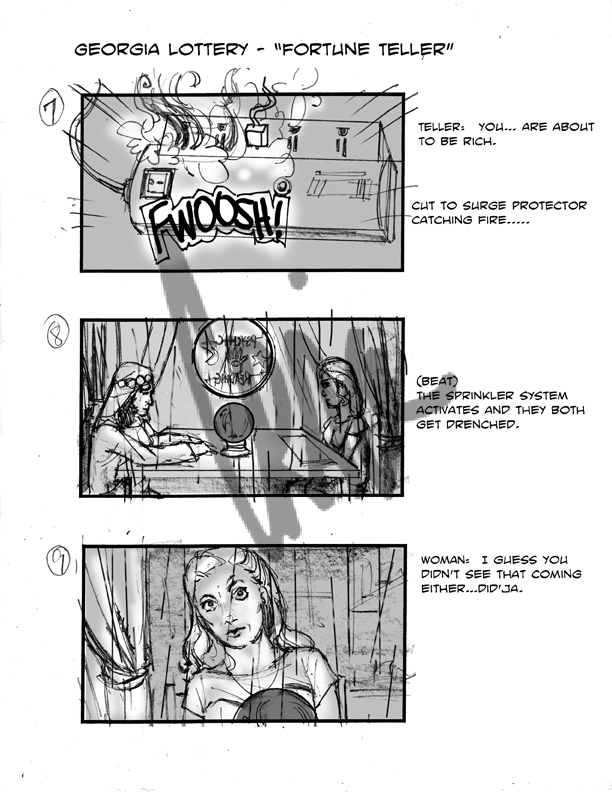 GEORGIA LOTTERY - "FORTUNE TELLER"
7
TELLER: YOU... ARE ABOUT
TO BE RICH.
FWOOSH!
CUT TO SURGE PROTECTOR
CATCHING FIRE.....
8
PSYCHIC
READINGS
(BEAT)
THE SPRINKLER SYSTEM
ACTIVATES AND THEY BOTH
GET DRENCHED.
9
WOMAN: I GUESS YOU
DIDN'T SEE THAT COMING
EITHER...DID'JA.